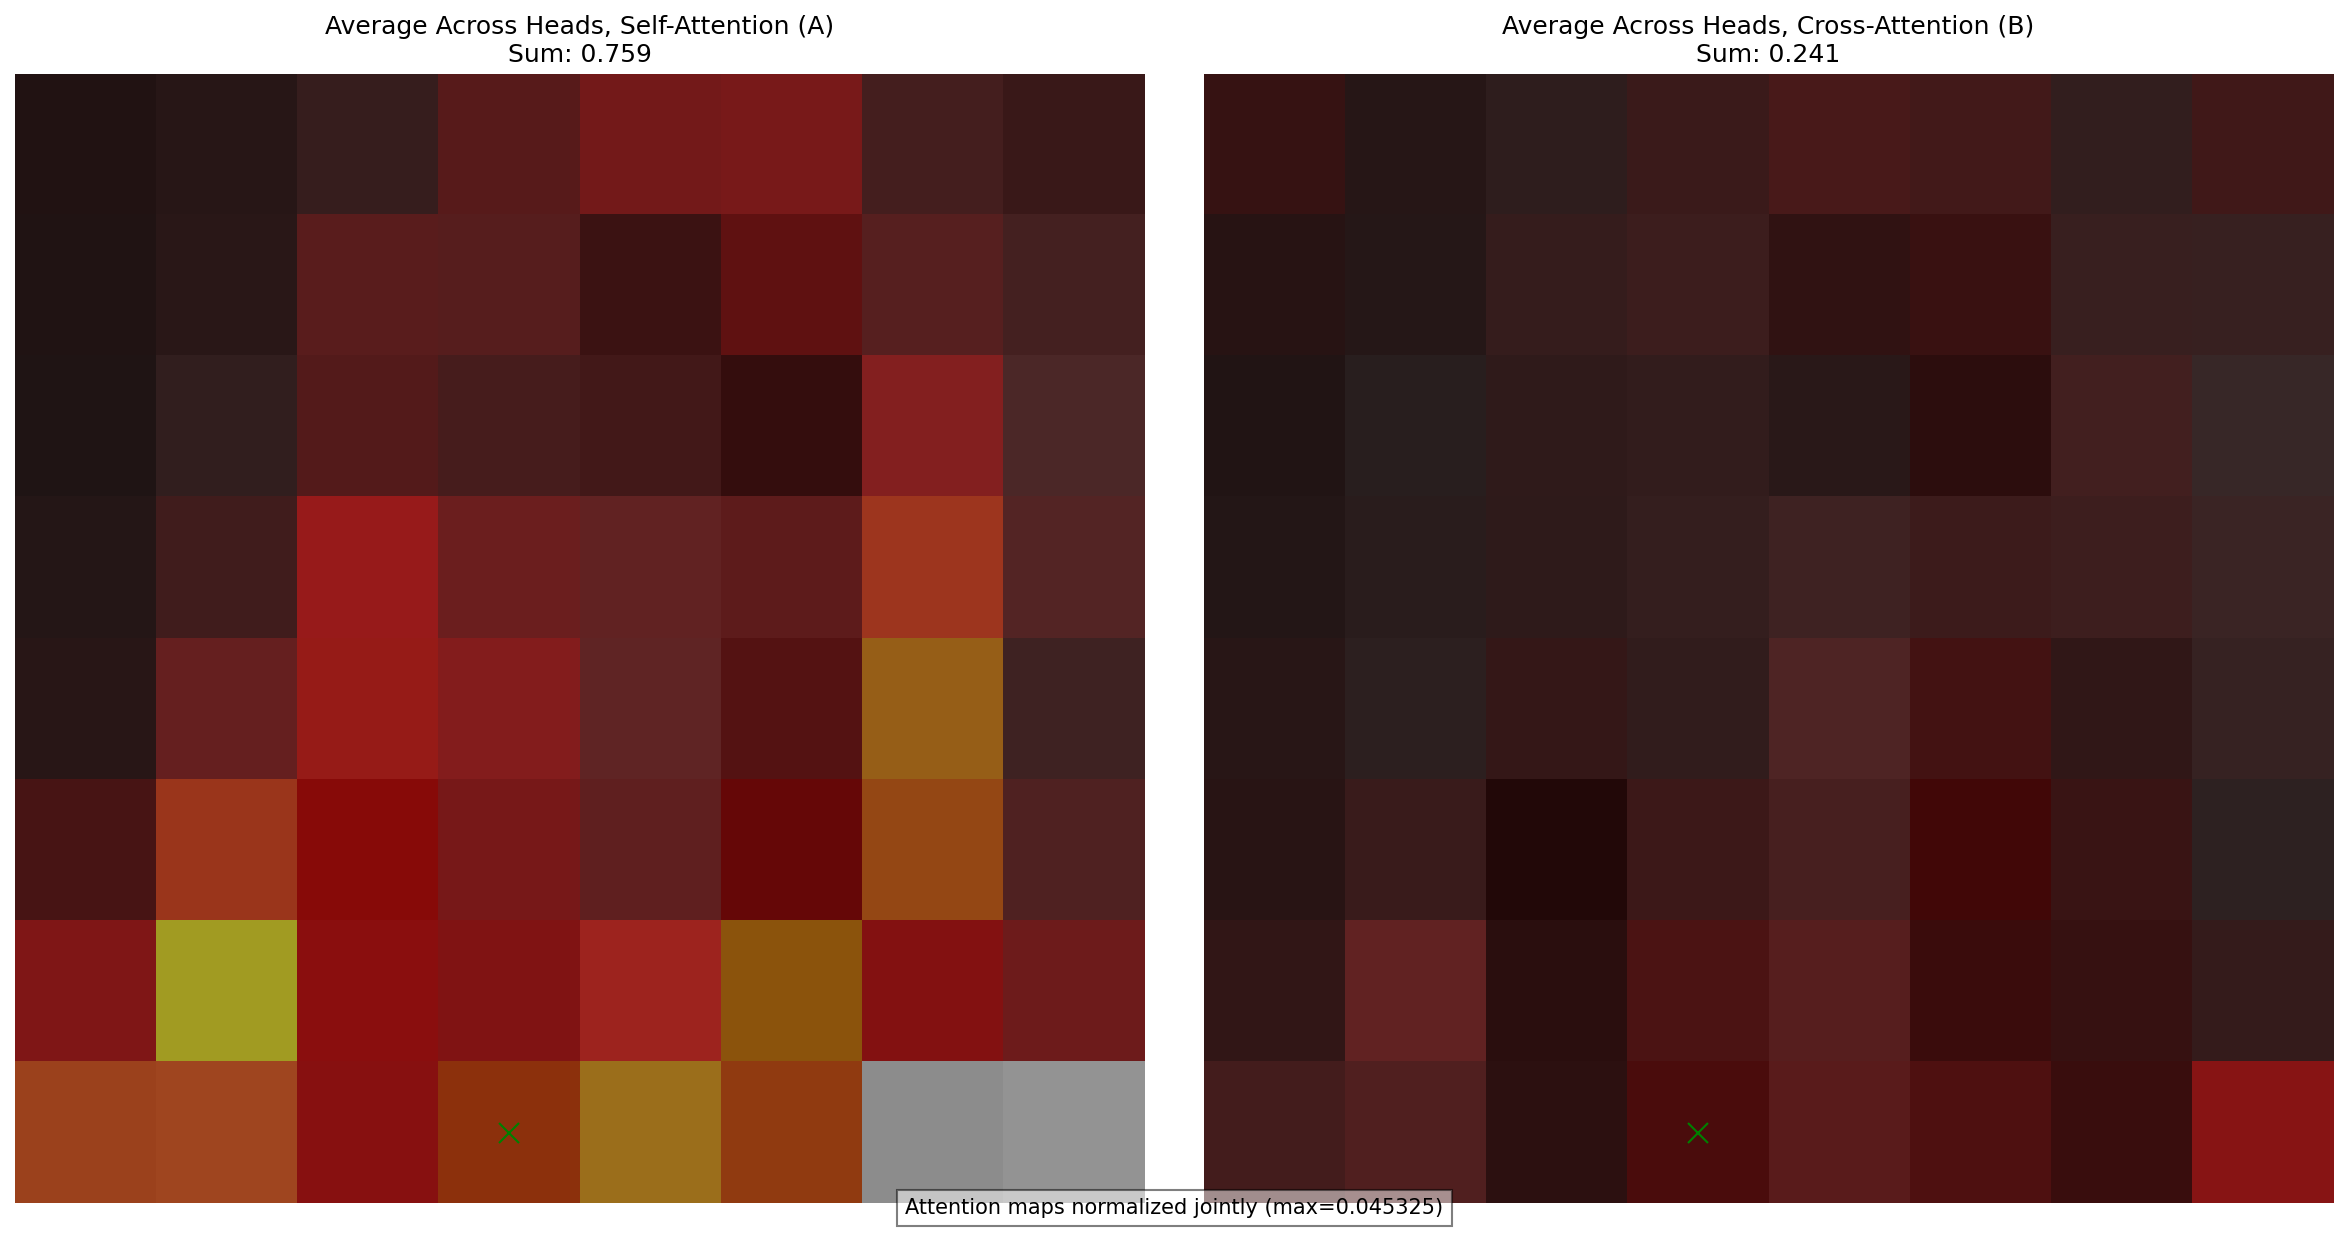 Average Across Heads, Self-Attention (A)
Sum: 0.759
Average Across Heads, Cross-Attention (B)
Sum: 0.241
Attention maps normalized jointly (max=0.045325)